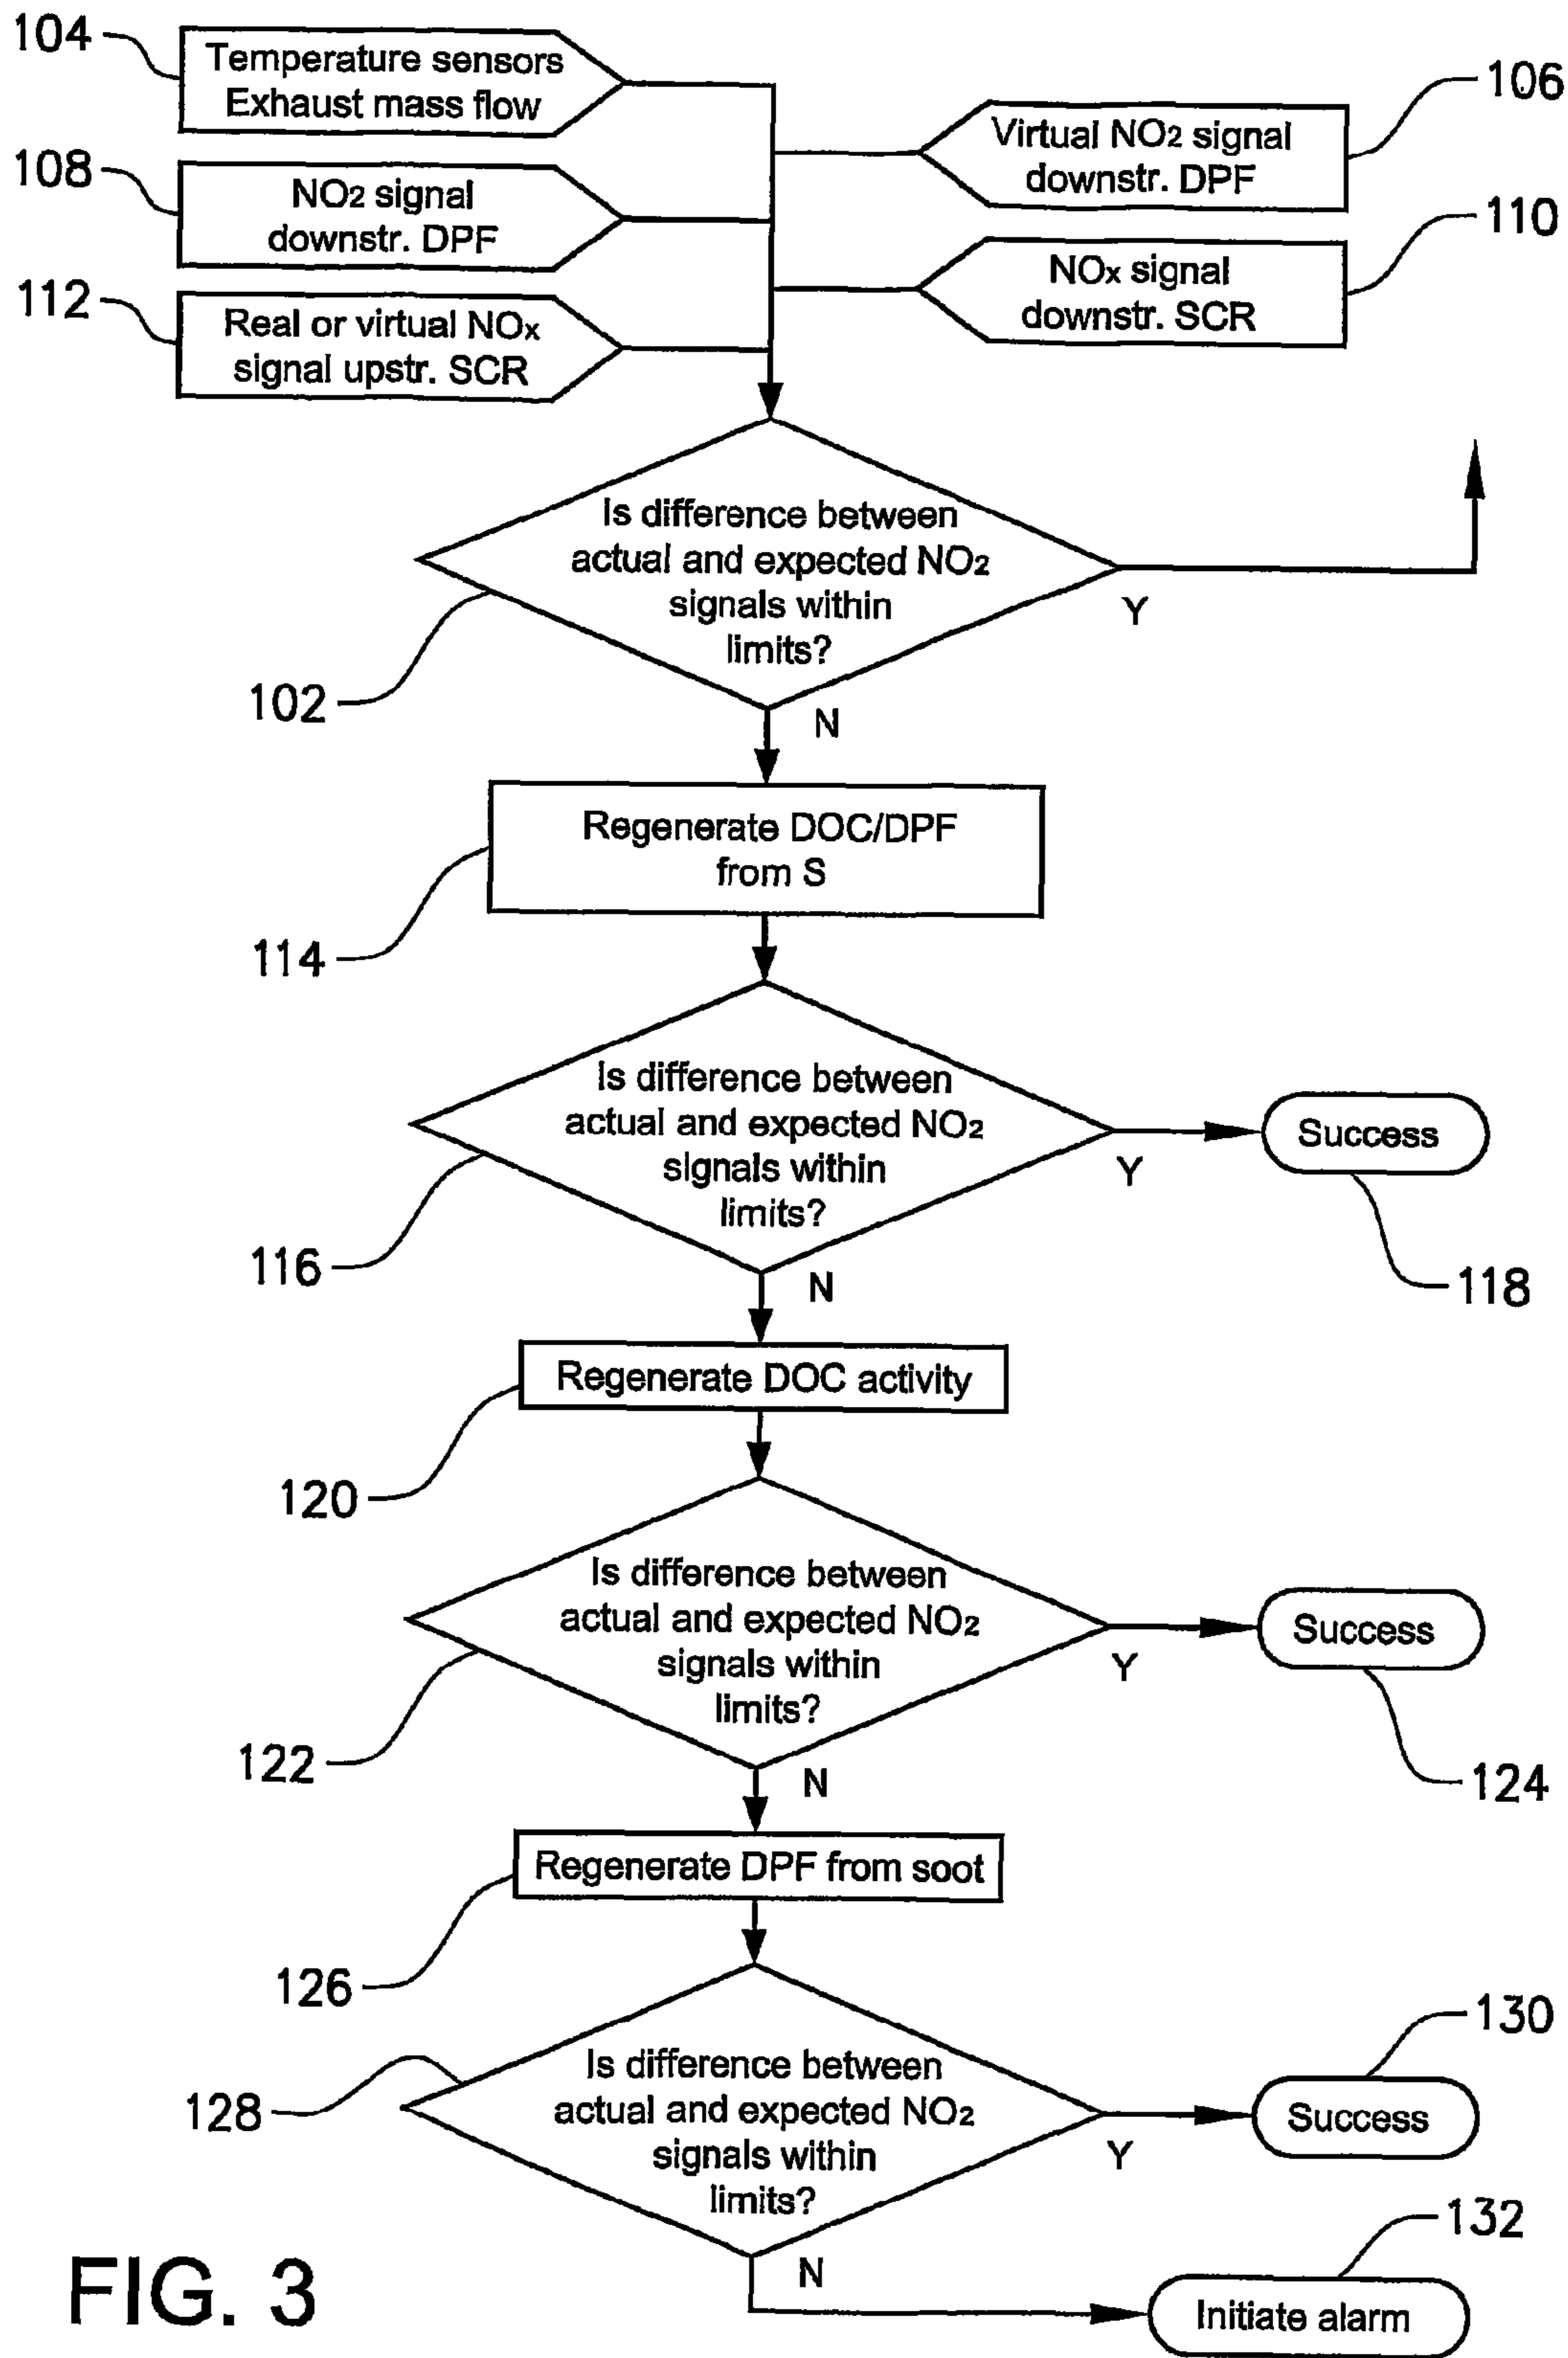 104
Temperature sensors
Exhaust mass flow
106
Virtual NO2 signal
downstr. DPF
108
NO2 signal
downstr. DPF
110
NOx signal
downstr. SCR
112
Real or virtual NOx
signal upstr. SCR
Is difference between
actual and expected NO2
signals within
limits?
Y
102
N
Regenerate DOC/DPF
from S
114
Is difference between
actual and expected NO2
signals within
limits?
Y
Success
116
118
N
Regenerate DOC activity
120
Is difference between
actual and expected NO2
signals within
limits?
Y
Success
122
124
N
Regenerate DPF from soot
126
130
Is difference between
actual and expected NO2
signals within
limits?
128
Y
Success
132
N
Initiate alarm
FIG. 3